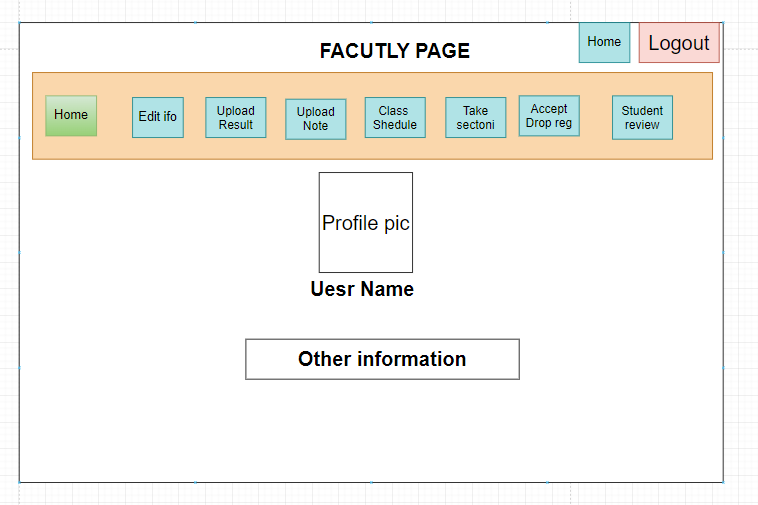 FACUTLY PAGE
Home
Logout
Home
Edit ifo
Upload
Result
Upload
Note
Class
Shedule
Take
sectoni
Accept
Drop reg
Student
review
Profile pic
Uesr Name
Other information